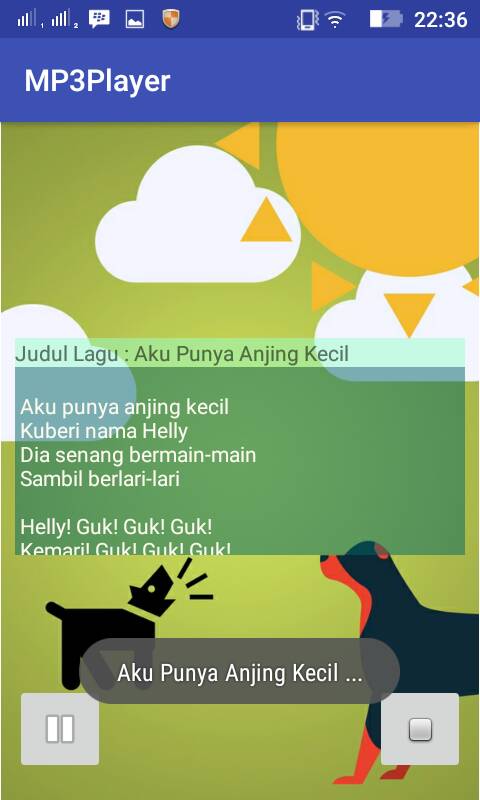 1 2 22:36
MP3Player
Judul Lagu : Aku Punya Anjing Kecil
Aku punya anjing kecil
Kuberi nama Helly
Dia senang bermain-main
Sambil berlari-lari
Helly! Guk! Guk! Guk!
Kemari! Guk! Guk! Guk!
Aku Punya Anjing Kecil ...